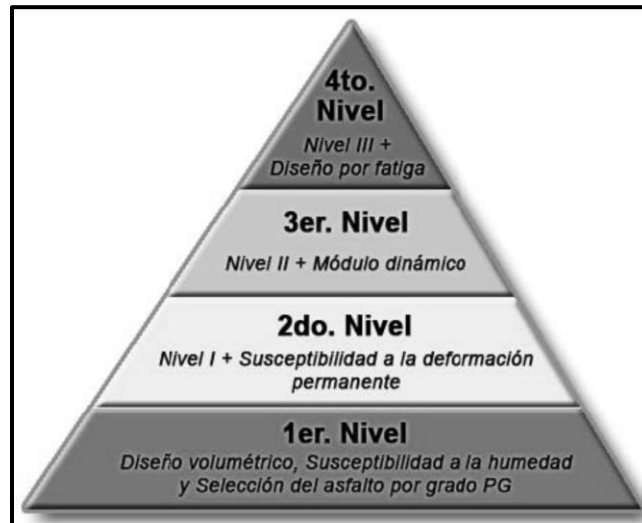 4to.
Nivel
Nivel III +
Diseño por fatiga
3er. Nivel
Nivel II + Módulo dinámico
2do. Nivel
Nivel I + Susceptibilidad a la deformación
permanente
1er. Nivel
Diseño volumétrico, Susceptibilidad a la humedad
y Selección del asfalto por grado PG